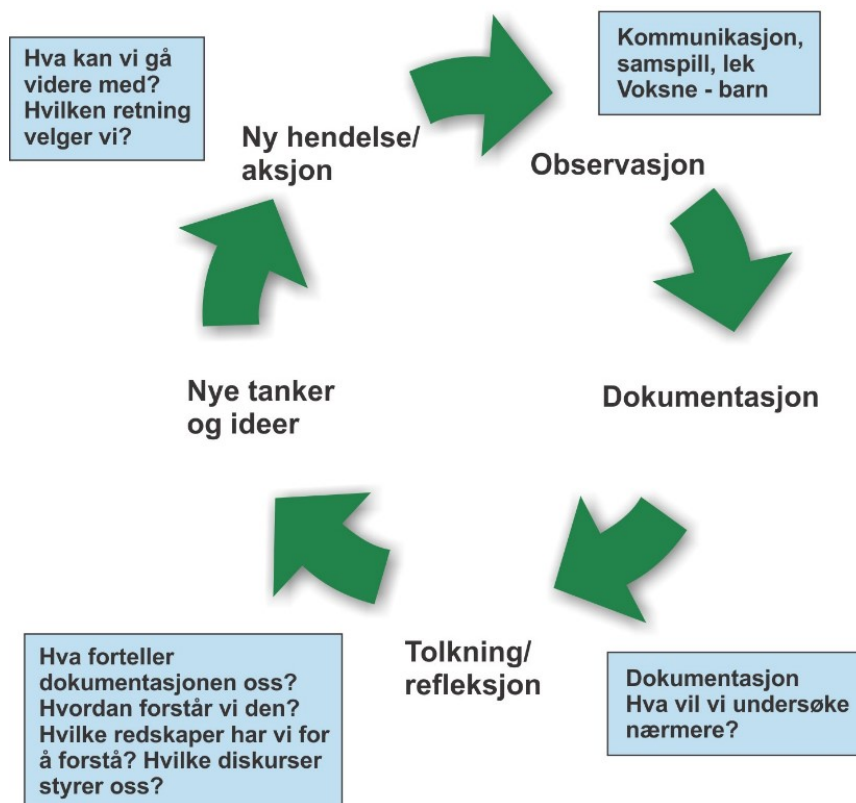 Hva kan vi gå
videre med?
Hvilken retning
velger vi?
Ny hendelse/
aksjon
Kommunikasjon,
samspill, lek
Voksne - barn
Observasjon
Dokumentasjon
Dokumentasjon
Hva vil vi undersøke
nærmere?
Tolkning/
refleksjon
Hva forteller
dokumentasjonen oss?
Hvordan forstår vi den?
Hvilke redskaper har vi for
å forstå? Hvilke diskurser
styrer oss?
Nye tanker
og ideer